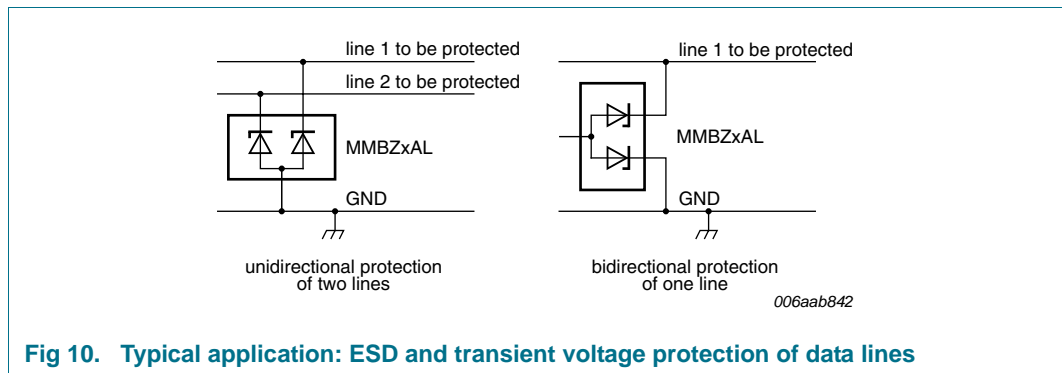 line 1 to be protected
line 2 to be protected
MMBZxAL
GND
unidirectional protection
of two lines
line 1 to be protected
MMBZxAL
GND
bidirectional protection
of one line
006aab842
Fig 10. Typical application: ESD and transient voltage protection of data lines